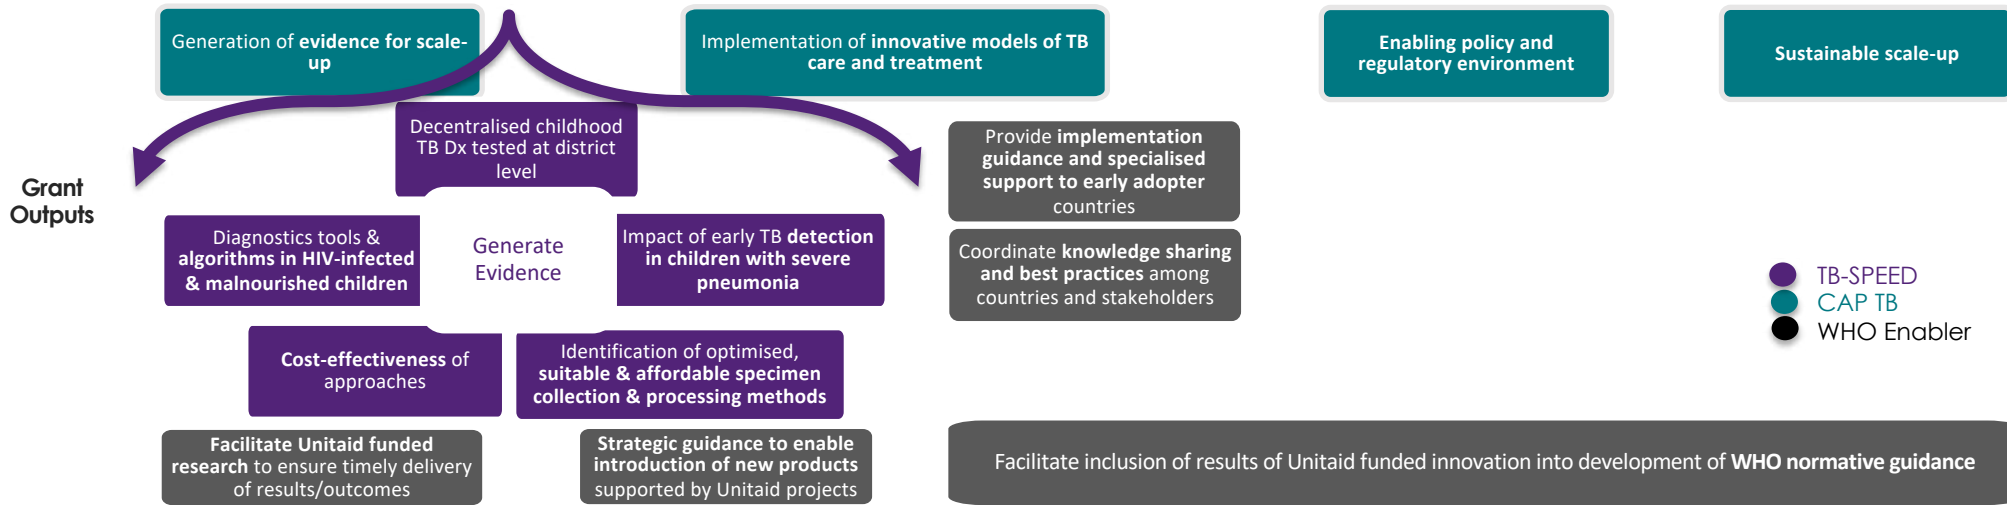 Generation of evidence for scale-
up
Implementation of innovative models of TB
care and treatment
Enabling policy and
regulatory environment
Sustainable scale-up
Grant
Outputs
Decentralised childhood
TB Dx tested at district
level
Diagnostics tools &
algorithms in HIV-infected
& malnourished children
Generate
Evidence
Impact of early TB detection
in children with severe
pneumonia
Cost-effectiveness of
approaches
Identification of optimised,
suitable & affordable specimen
collection & processing methods
Provide implementation
guidance and specialised
support to early adopter
countries
Coordinate knowledge sharing
and best practices among
countries and stakeholders
TB-SPEED
CAP TB
WHO Enabler
Facilitate Unitaid funded
research to ensure timely delivery
of results/outcomes
Strategic guidance to enable
introduction of new products
supported by Unitaid projects
Facilitate inclusion of results of Unitaid funded innovation into development of WHO normative guidance